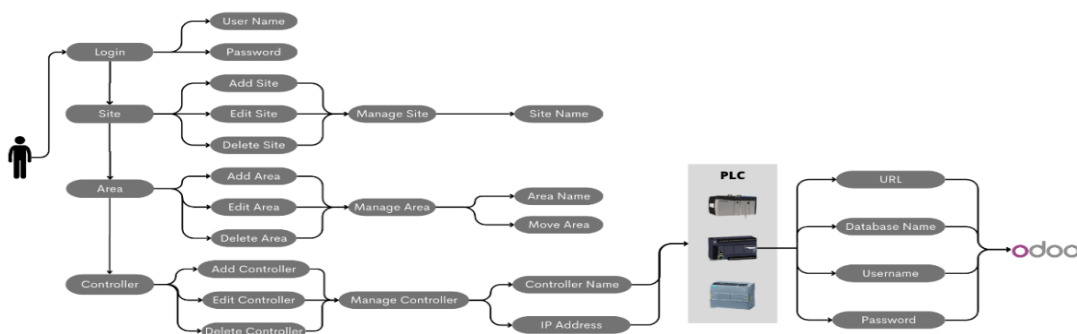 User Name
Login
Password
Add Site
Site
Edit Site
Manage Site
Site Name
Delete Site
Add Area
Area
Edit Area
Manage Area
Area Name
Move Area
Delete Area
Add Controller
Controller
Edit Controller
Manage Controller
Controller Name
IP Address
Delete Controller
PLC
URL
Database Name
Username
Password
odoo